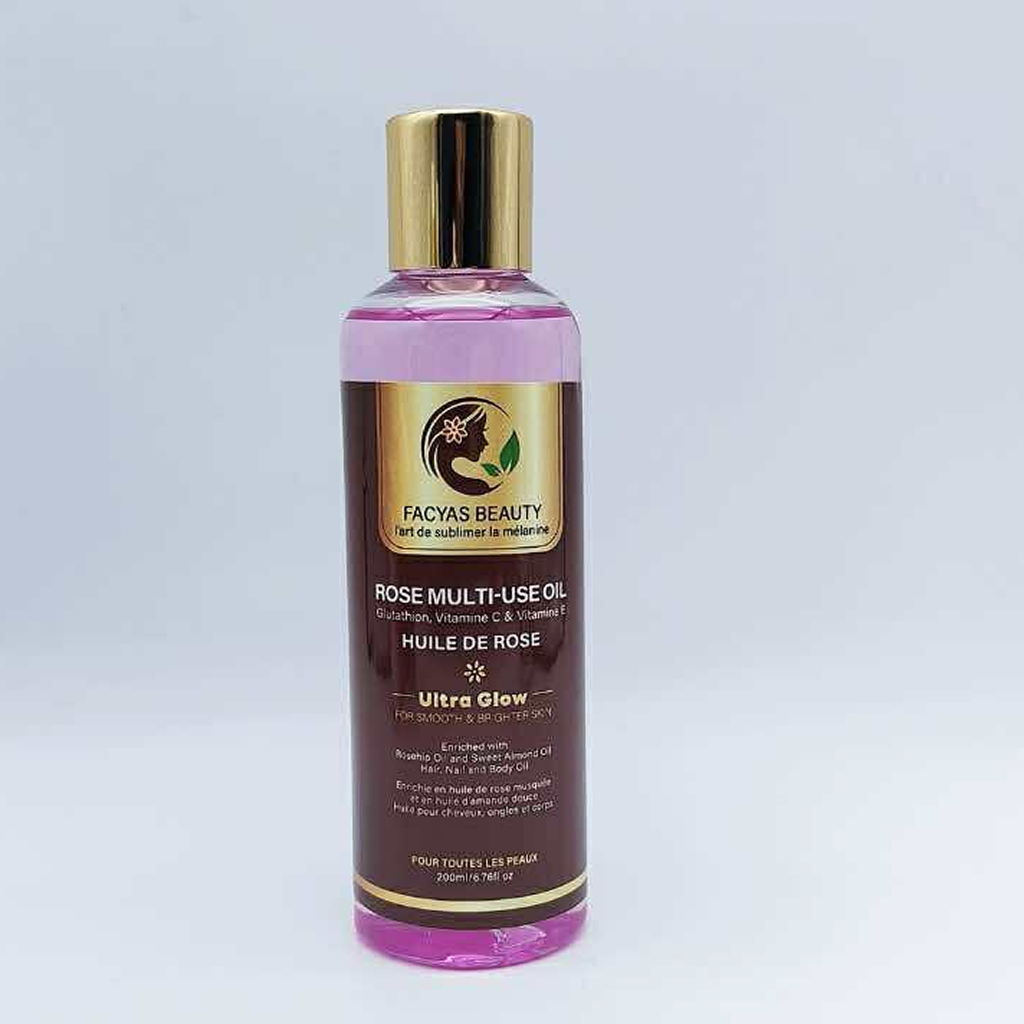 FACYAS BEAUTY
l'art de sublimer la mélanine
ROSE MULTI-USE OIL
Glutathion, Vitamine C & Vitamine E
HUILE DE ROSE
Ultra Glow
FOR SMOOTH & BRIGHTER SKIN
Enriched with
Rosehip Oil and Sweet Almond Oil
Hair, Nail and Body Oil
Enrichie en huile de rose musquée
et en huile d'amande douce
Huile pour cheveux, ongles et corps
POUR TOUTES LES PEAUX
200ml/6.76fl oz